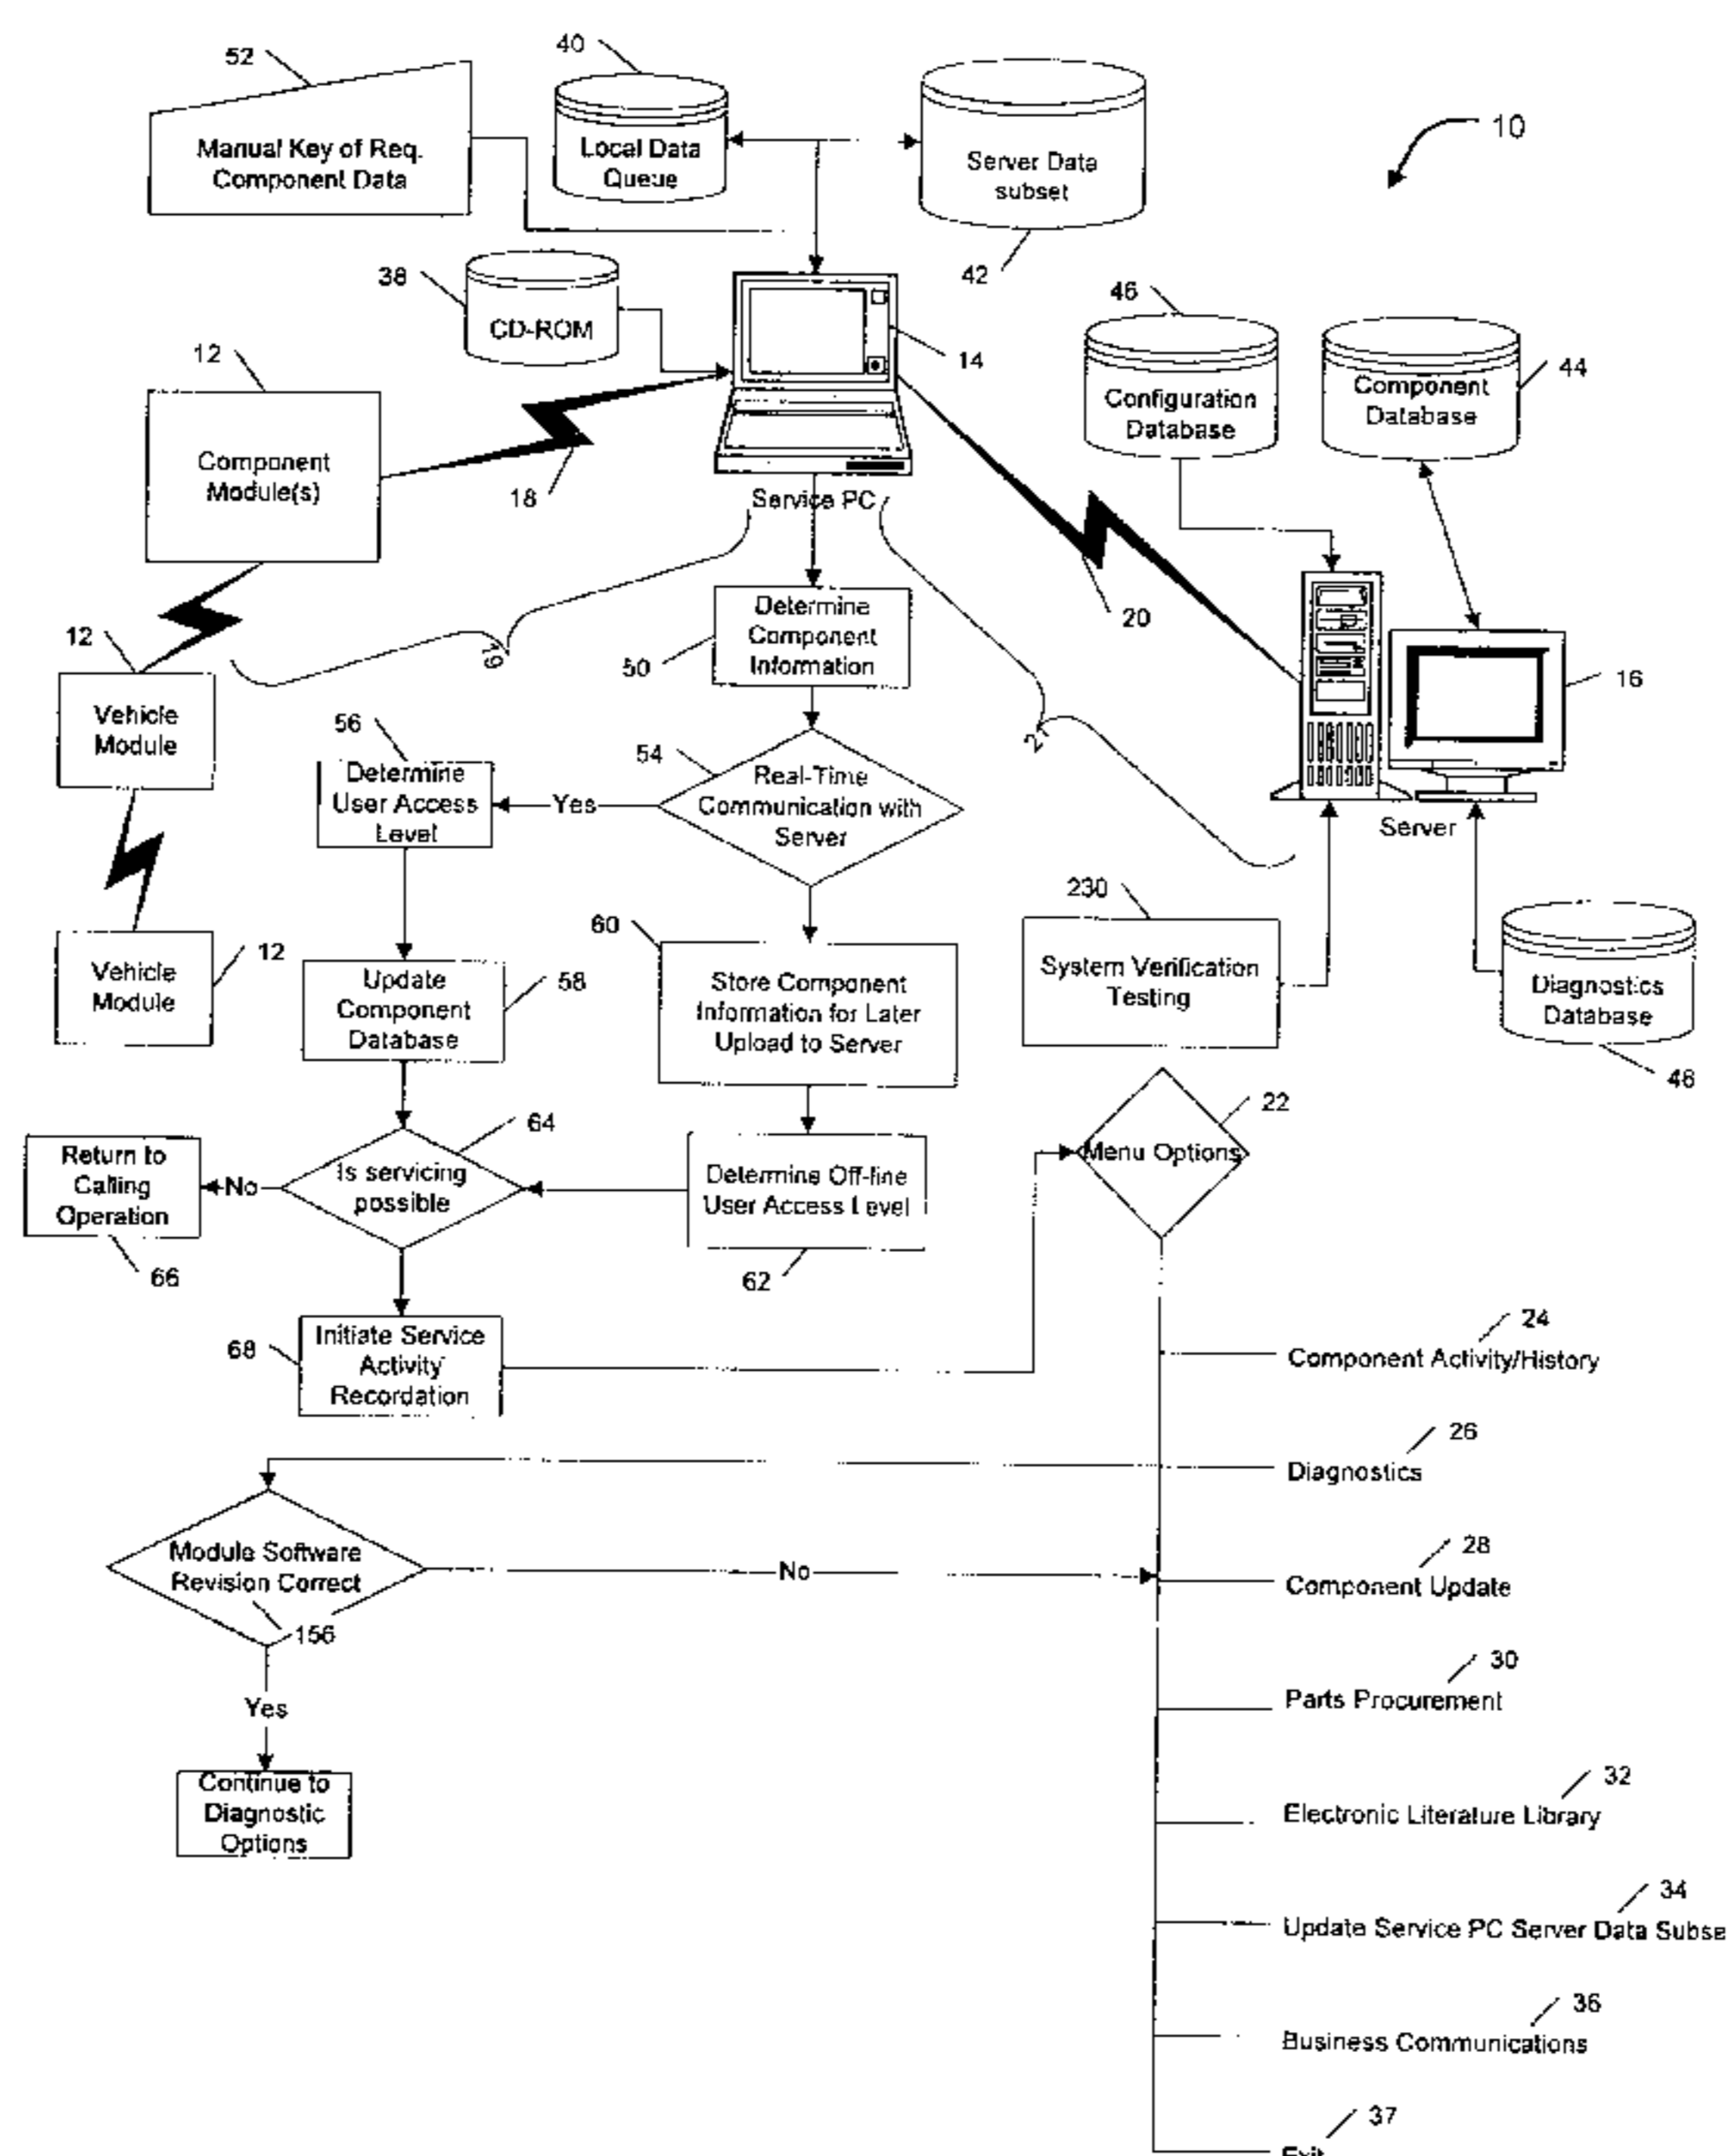 52
40
10
Manual Key of Req.
Component Data
Local Data
Queue
Server Data
subset
42
38
CD-ROM
14
46
44
Configuration
Database
Component
Database
12
Component
Module(s)
18
Service PC
20
12
Vehicle
Module
19
50
Determine
Component
Information
21
16
Server
56
Determine
User Access
Level
Yes
54
Real-Time
Communication with
Server
Vehicle
Module
12
Update
Component
Database
58
60
Store Component
Information for Later
Upload to Server
230
System Verification
Testing
Diagnostics
Database
48
64
Is servicing
possible
No
Return to
Calling
Operation
66
Determine Off-line
User Access Level
62
22
Menu Options
68
Initiate Service
Activity
Recordation
24
Component Activity/History
26
Diagnostics
Module Software
Revision Correct
156
No
28
Component Update
Yes
Continue to
Diagnostic
Options
30
Parts Procurement
32
Electronic Literature Library
34
Update Service PC Server Data Subse
36
Business Communications
37
Exit